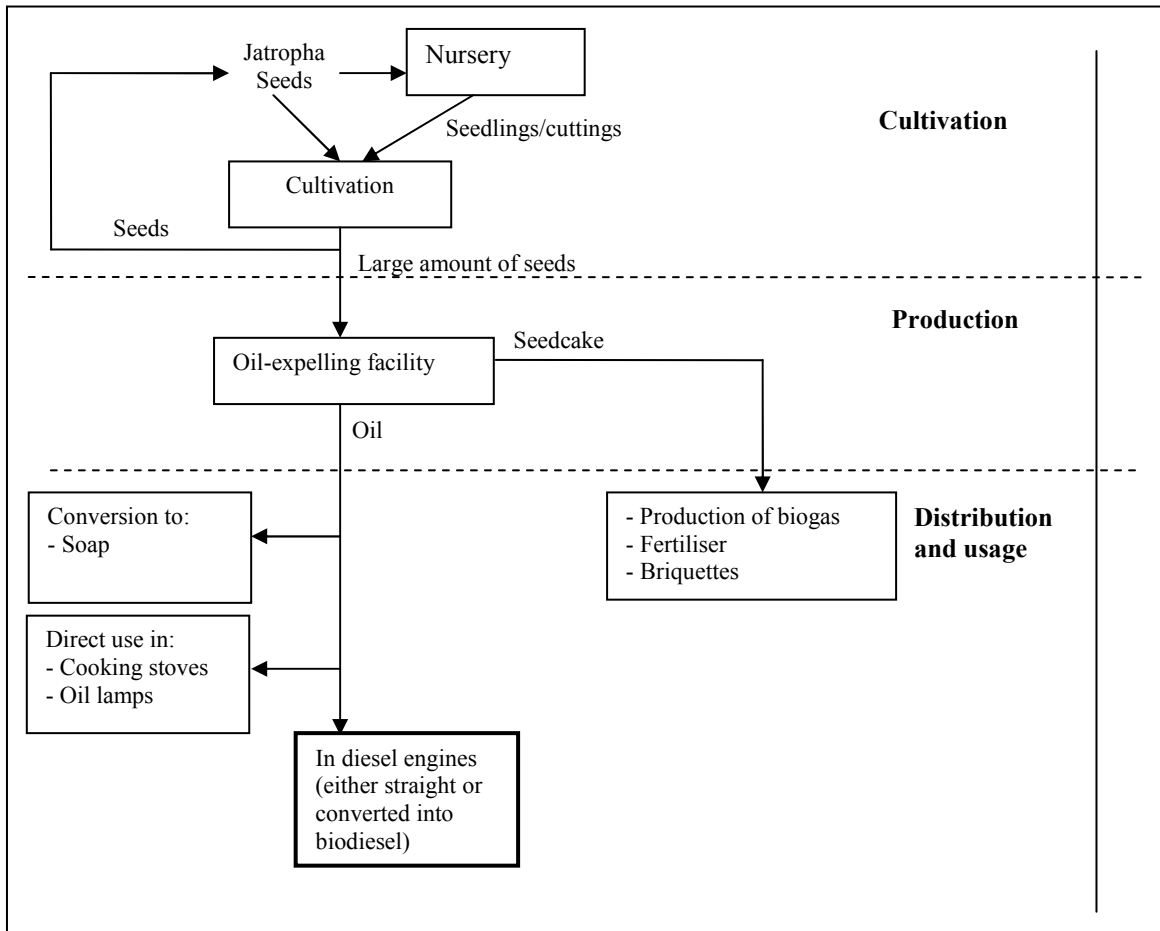 Jatropha
Seeds
Nursery
Seedlings/cuttings
Cultivation
Cultivation
Seeds
Large amount of seeds
Production
Oil-expelling facility
Seedcake
Oil
Conversion to:
- Soap
- Production of biogas
- Fertiliser
- Briquettes
Distribution
and usage
Direct use in:
- Cooking stoves
- Oil lamps
In diesel engines
(either straight or
converted into
biodiesel)